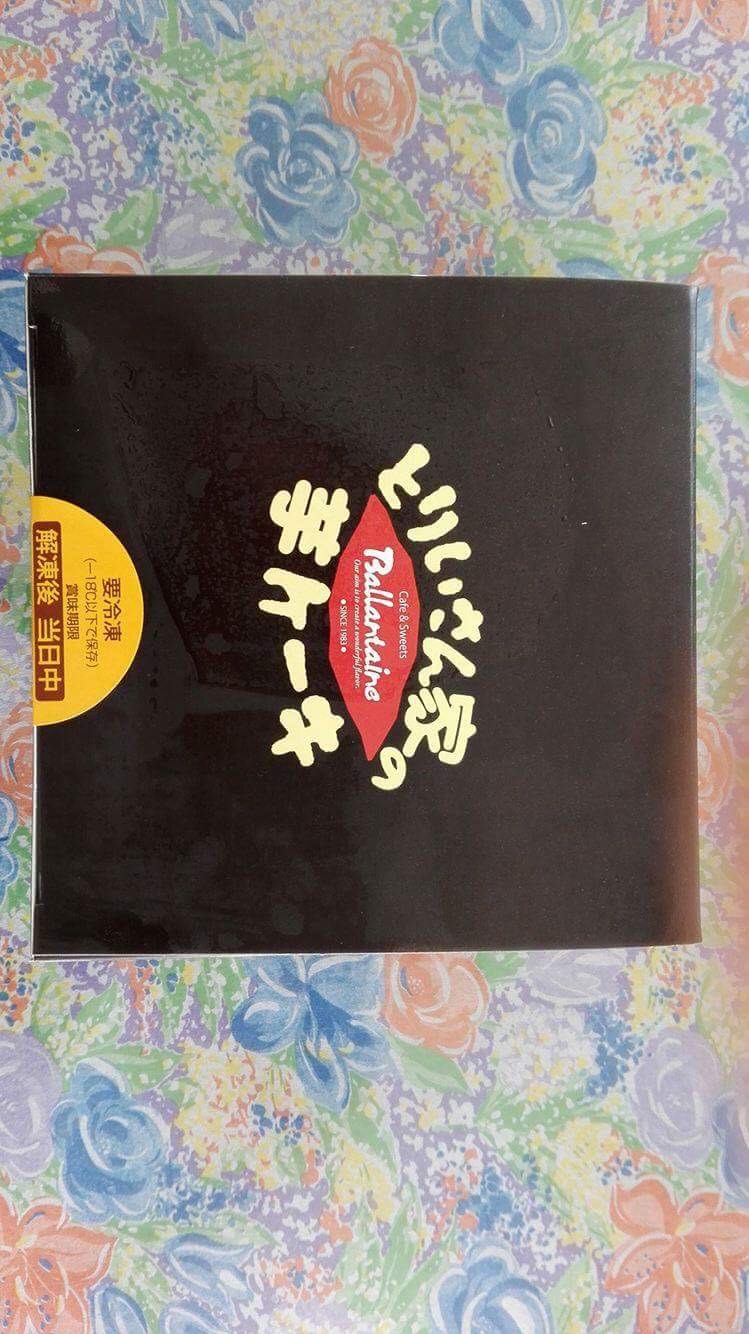 とりいさん家の
Cafe & Sweets
Ballantaine
Our aim is to create a wonderful flavor.
•SINCE 1983•
芋ケーキ
要冷凍
(−18℃以下で保存)
賞味期限
解凍後 当日中